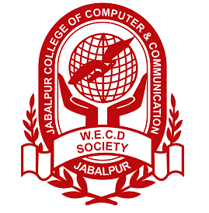 JABALPUR COLLEGE OF COMPUTER & COMMUNICATION
W.E.C.D
SOCIETY
JABALPUR